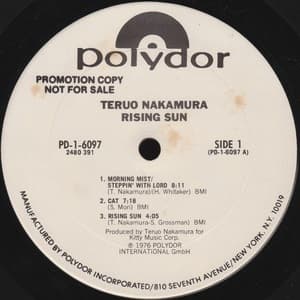 polydor
PROMOTION COPY
NOT FOR SALE
TERUO NAKAMURA
RISING SUN
PD-1-6097
2480 391
SIDE 1
(PD-1-6097 A)
1. MORNING MIST/
STEPPIN' WITH LORD 8:11
(T. Nakamura)/(H. Whitaker) BMI
2. CAT 7:18
(S. Mori) BMI
3. RISING SUN 4:05
(T. Nakamura-S. Grossman) BMI
Produced by Teruo Nakamura for
Kitty Music Corp.
℗ 1976 POLYDOR
INTERNATIONAL GmbH
MANUFACTURED BY POLYDOR INCORPORATED/810 SEVENTH AVENUE/NEW YORK, N.Y. 10019